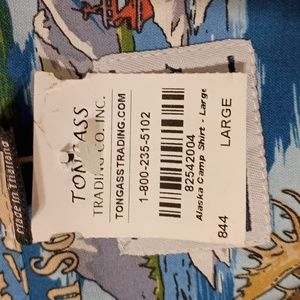 TONGASS
TRADING CO. INC.
TONGASSTRADING.COM
1-800-235-5102
82542004
Alaska Camp Shirt - Large
LARGE
844
Made in Thailand